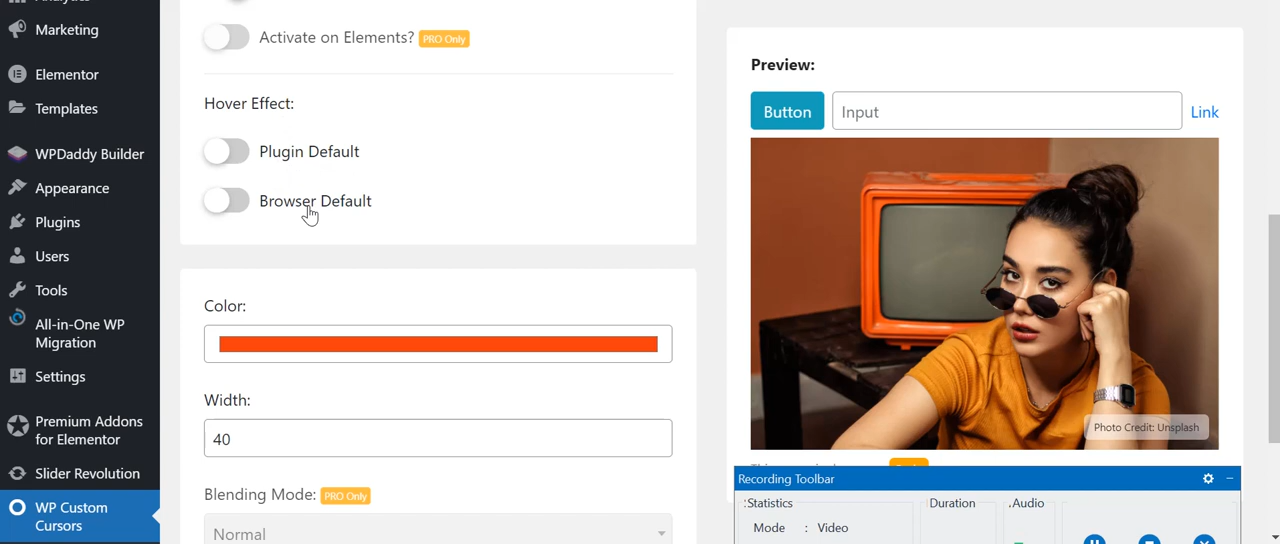 Marketing
Elementor
Templates
WPDaddy Builder
Appearance
Plugins
Users
Tools
All-in-One WP
Migration
Settings
Premium Addons
for Elementor
Slider Revolution
WP Custom
Cursors
Activate on Elements? PRO Only
Hover Effect:
Plugin Default
Browser Default
Color:
Width:
40
Blending Mode: PRO Only
Normal
Preview:
Button Input Link
Photo Credit: Unsplash
Recording Toolbar
:Statistics Duration .Audio
Mode : Video